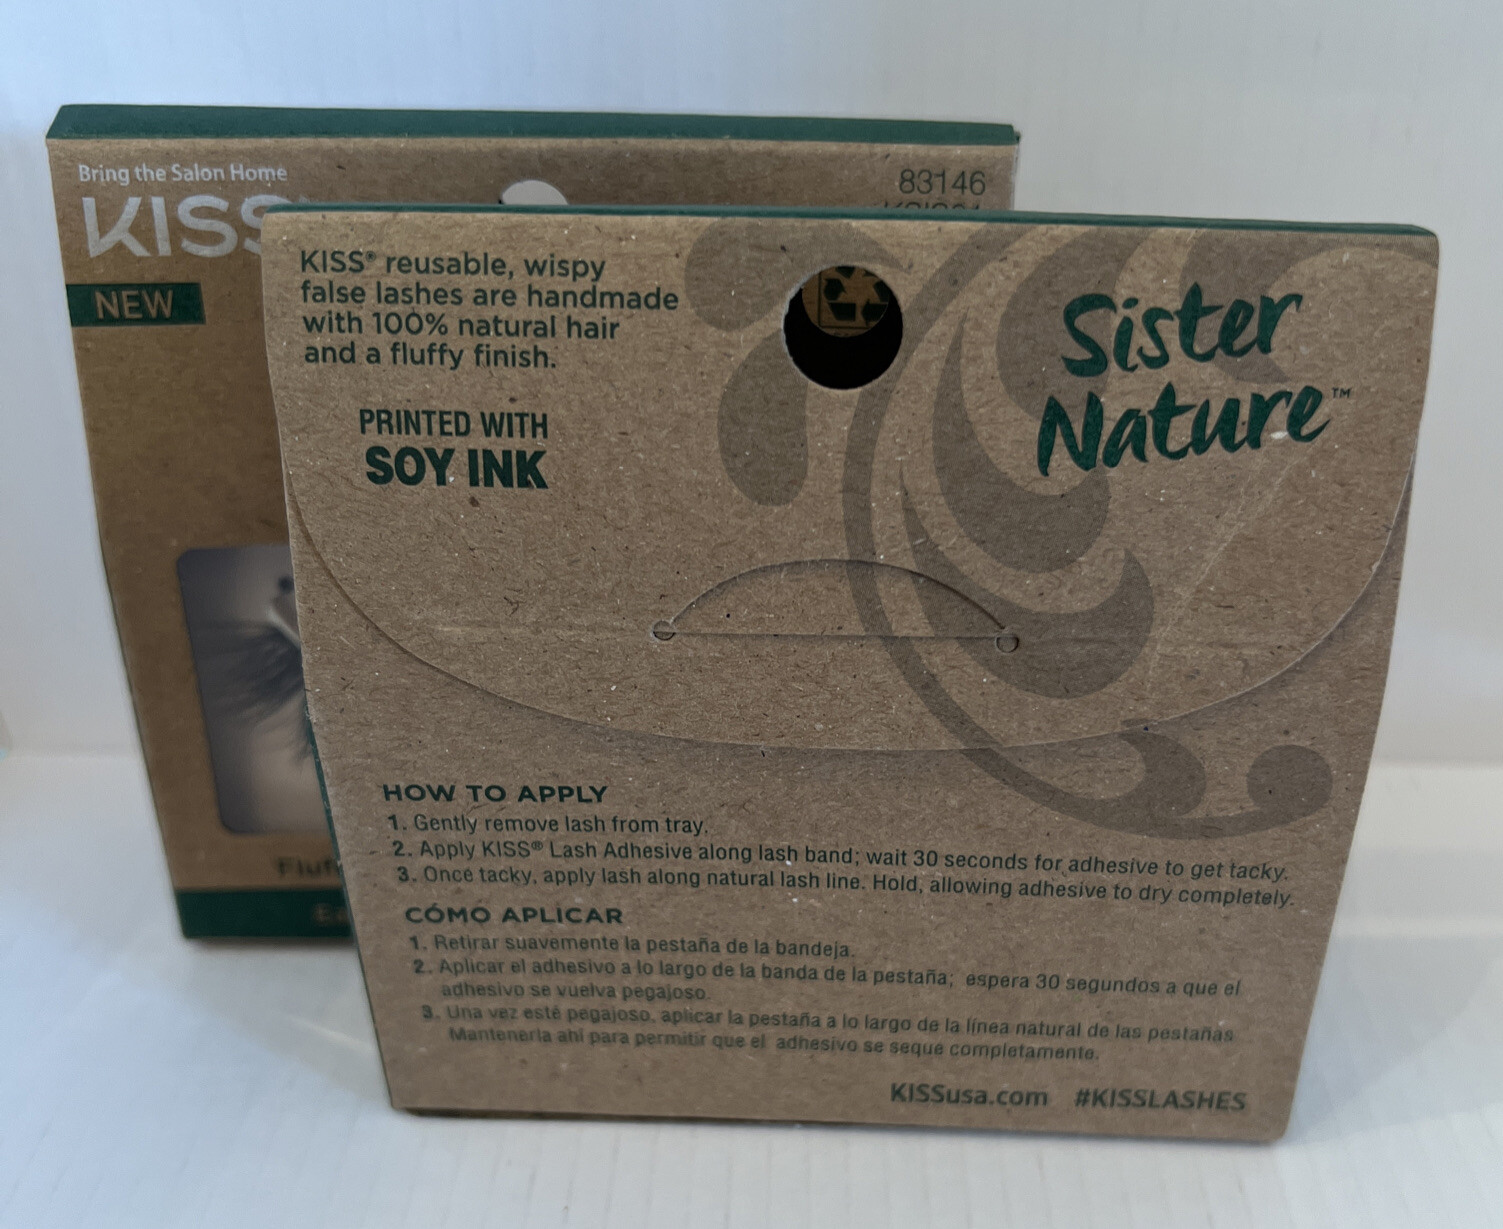 Bring the Salon Home
KISS
NEW
83146
KISS® reusable, wispy
false lashes are handmade
with 100% natural hair
and a fluffy finish.
PRINTED WITH
SOY INK
Sister
Nature™
HOW TO APPLY
1. Gently remove lash from tray.
2. Apply KISS® Lash Adhesive along lash band; wait 30 seconds for adhesive to get tacky.
3. Once tacky, apply lash along natural lash line. Hold, allowing adhesive to dry completely.
CÓMO APLICAR
1. Retirar suavemente la pestaña de la bandeja.
2. Aplicar el adhesivo a lo largo de la banda de la pestaña; espera 30 segundos a que el
adhesivo se vuelva pegajoso.
3. Una vez esté pegajoso, aplicar la pestaña a lo largo de la línea natural de las pestañas
Mantenerla ahí para permitir que el adhesivo se seque completamente.
KISSusa.com #KISSLASHES